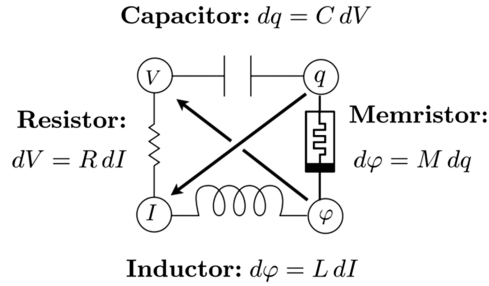 Capacitor: dq = C dV
V
q
Resistor:
dV = R dI
Memristor:
dφ = M dq
I
φ
Inductor: dφ = L dI